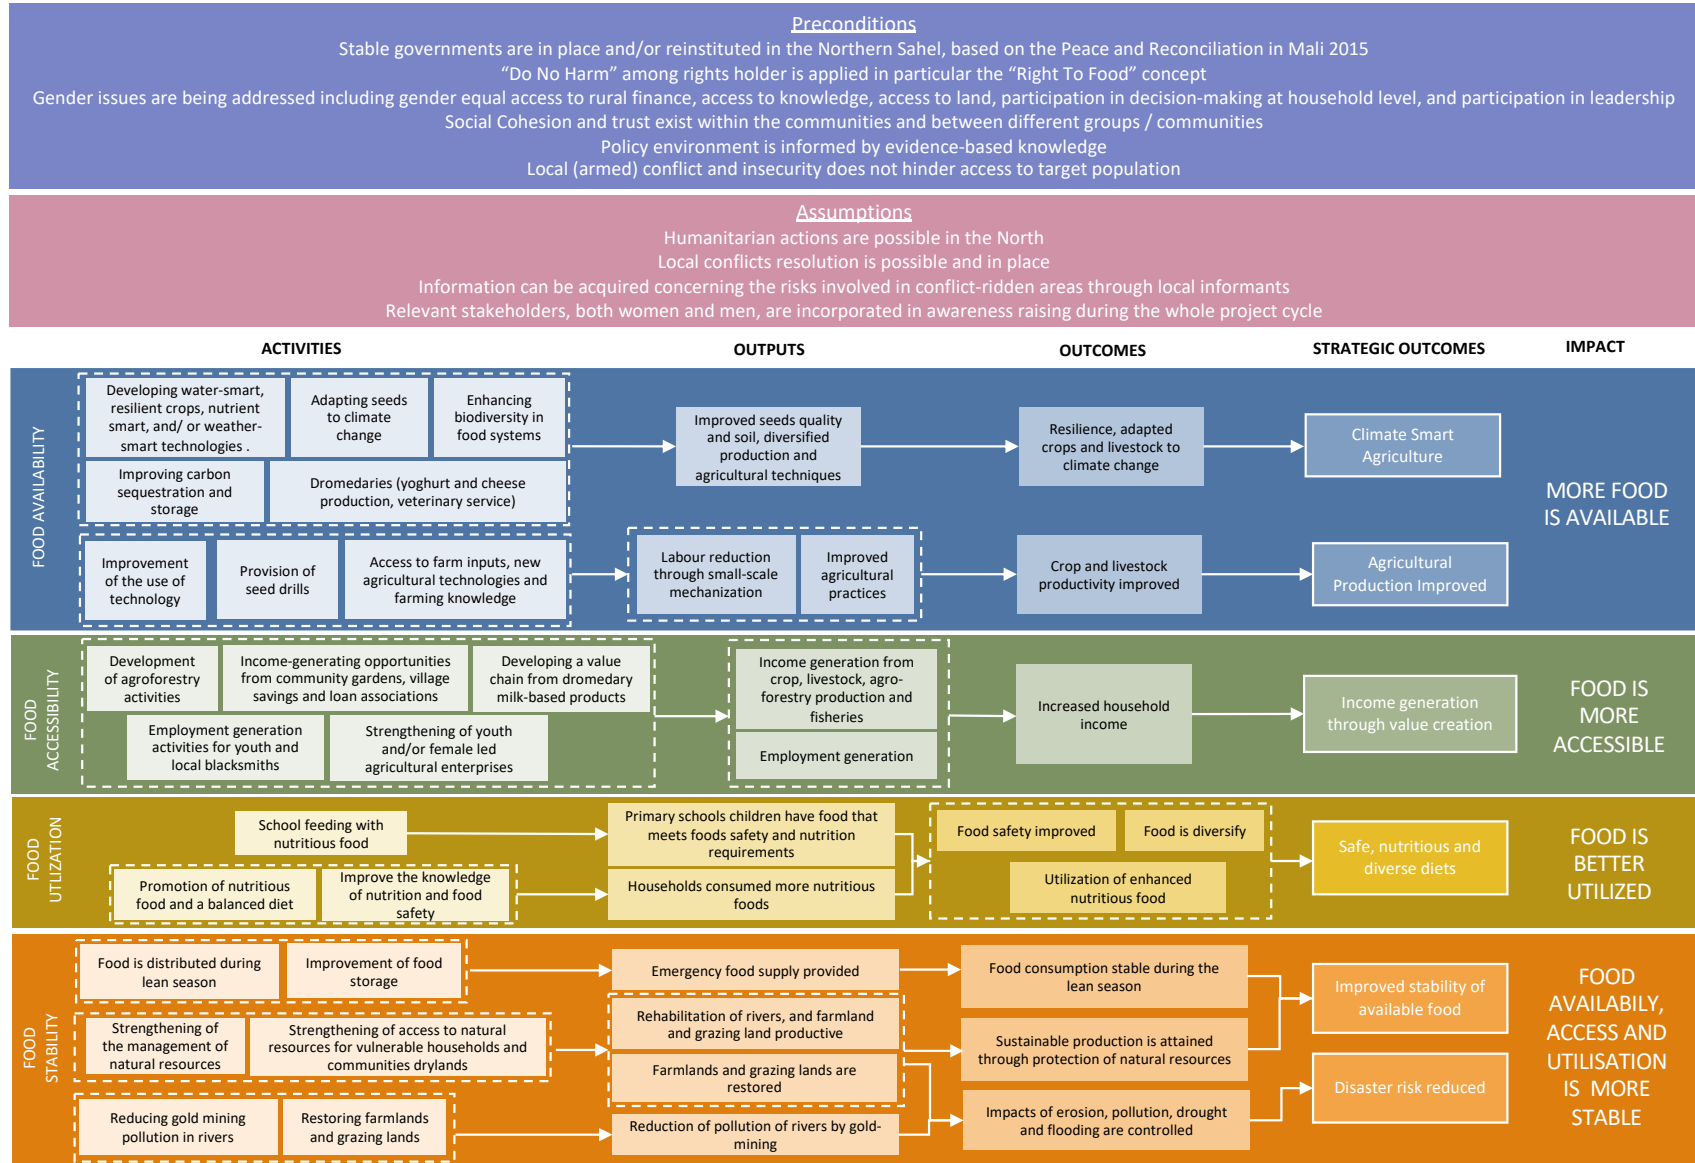 Preconditions
Stable governments are in place and/or reinstituted in the Northern Sahel, based on the Peace and Reconciliation in Mali 2015
“Do No Harm” among rights holder is applied in particular the “Right To Food” concept
Gender issues are being addressed including gender equal access to rural finance, access to knowledge, access to land, participation in decision-making at household level, and participation in leadership
Social Cohesion and trust exist within the communities and between different groups / communities
Policy environment is informed by evidence-based knowledge
Local (armed) conflict and insecurity does not hinder access to target population
Assumptions
Humanitarian actions are possible in the North
Local conflicts resolution is possible and in place
Information can be acquired concerning the risks involved in conflict-ridden areas through local informants
Relevant stakeholders, both women and men, are incorporated in awareness raising during the whole project cycle
ACTIVITIES
OUTPUTS
OUTCOMES
STRATEGIC OUTCOMES
IMPACT
FOOD AVAILABILITY
Developing water-smart,
resilient crops, nutrient
smart, and/ or weather-
smart technologies .
Adapting seeds
to climate
change
Enhancing
biodiversity in
food systems
Improving carbon
sequestration and
storage
Dromedaries (yoghurt and cheese
production, veterinary service)
Improved seeds quality
and soil, diversified
production and
agricultural techniques
Resilience, adapted
crops and livestock to
climate change
Climate Smart
Agriculture
Improvement
of the use of
technology
Provision of
seed drills
Access to farm inputs, new
agricultural technologies and
farming knowledge
Labour reduction
through small-scale
mechanization
Improved
agricultural
practices
Crop and livestock
productivity improved
Agricultural
Production Improved
MORE FOOD
IS AVAILABLE
FOOD
ACCESSIBILITY
Development
of agroforestry
activities
Income-generating opportunities
from community gardens, village
savings and loan associations
Developing a value
chain from dromedary
milk-based products
Employment generation
activities for youth and
local blacksmiths
Strengthening of youth
and/or female led
agricultural enterprises
Income generation from
crop, livestock, agro-
forestry production and
fisheries
Employment generation
Increased household
income
Income generation
through value creation
FOOD IS
MORE
ACCESSIBLE
FOOD
UTLIZATION
School feeding with
nutritious food
Promotion of nutritious
food and a balanced diet
Improve the knowledge
of nutrition and food
safety
Primary schools children have food that
meets foods safety and nutrition
requirements
Households consumed more nutritious
foods
Food safety improved
Food is diversify
Utilization of enhanced
nutritious food
Safe, nutritious and
diverse diets
FOOD IS
BETTER
UTILIZED
FOOD
STABILITY
Food is distributed during
lean season
Improvement of food
storage
Emergency food supply provided
Food consumption stable during the
lean season
Improved stability of
available food
Strengthening of
the management of
natural resources
Strengthening of access to natural
resources for vulnerable households and
communities drylands
Rehabilitation of rivers, and farmland
and grazing land productive
Farmlands and grazing lands are
restored
Sustainable production is attained
through protection of natural resources
Disaster risk reduced
Reducing gold mining
pollution in rivers
Restoring farmlands
and grazing lands
Reduction of pollution of rivers by gold-
mining
Impacts of erosion, pollution, drought
and flooding are controlled
FOOD
AVAILABILY,
ACCESS AND
UTILISATION
IS MORE
STABLE